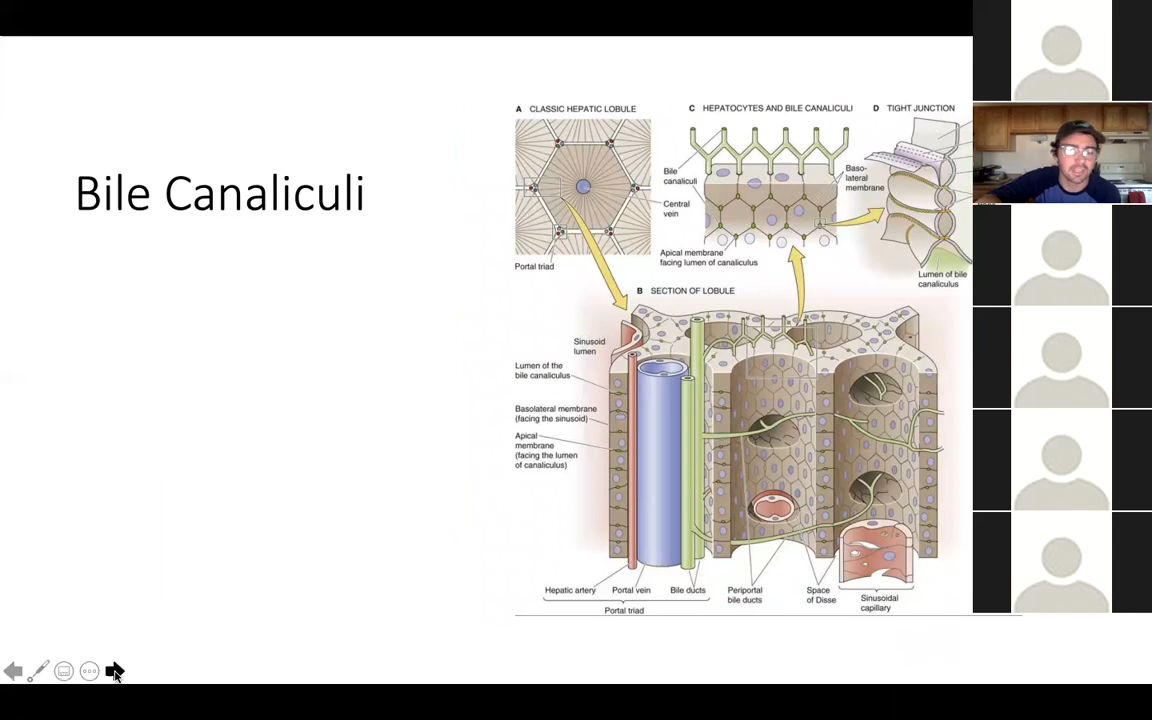 Bile Canaliculi
A CLASSIC HEPATIC LOBULE
Central
vein
Portal triad
C HEPATOCYTES AND BILE CANALICULI
Bile
canaliculi
Baso-
lateral
membrane
Apical membrane
facing lumen of canaliculus
D TIGHT JUNCTION
Lumen of bile
canaliculus
B SECTION OF LOBULE
Sinusoid
lumen
Lumen of the
bile canaliculus
Basolateral membrane
(facing the sinusoid)
Apical
membrane
(facing the lumen
of canaliculus)
Hepatic artery
Portal vein
Bile ducts
Portal triad
Periportal
bile ducts
Space
of Disse
Sinusoidal
capillary